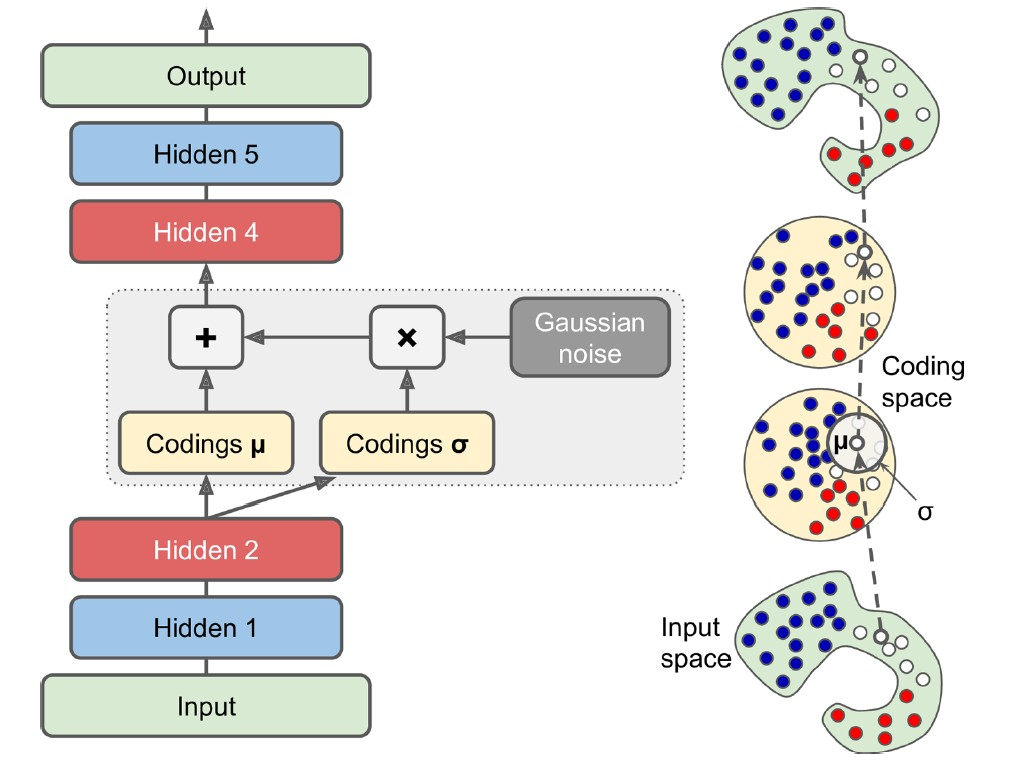 Output
Hidden 5
Hidden 4
+
×
Gaussian
noise
Codings μ
Codings σ
Hidden 2
Hidden 1
Input
Coding
space
μ
σ
Input
space